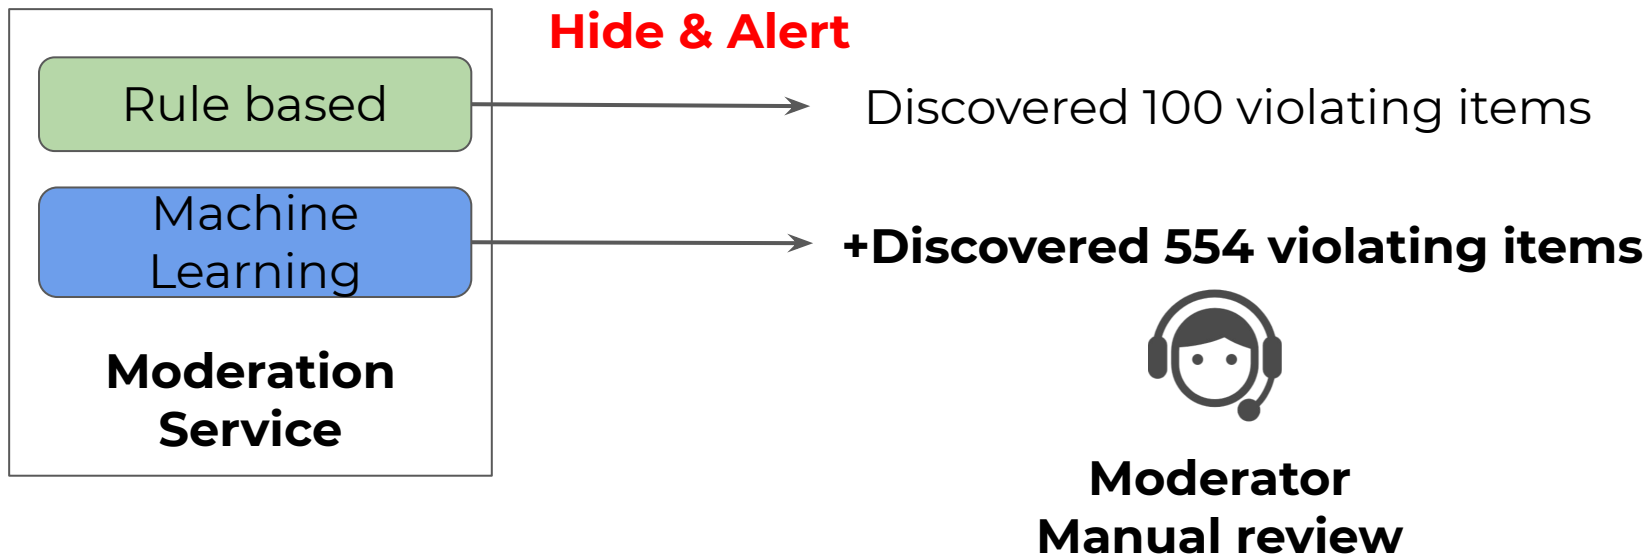 Hide & Alert
Rule based
Discovered 100 violating items
Machine
Learning
+Discovered 554 violating items
Moderation
Service
Moderator
Manual review